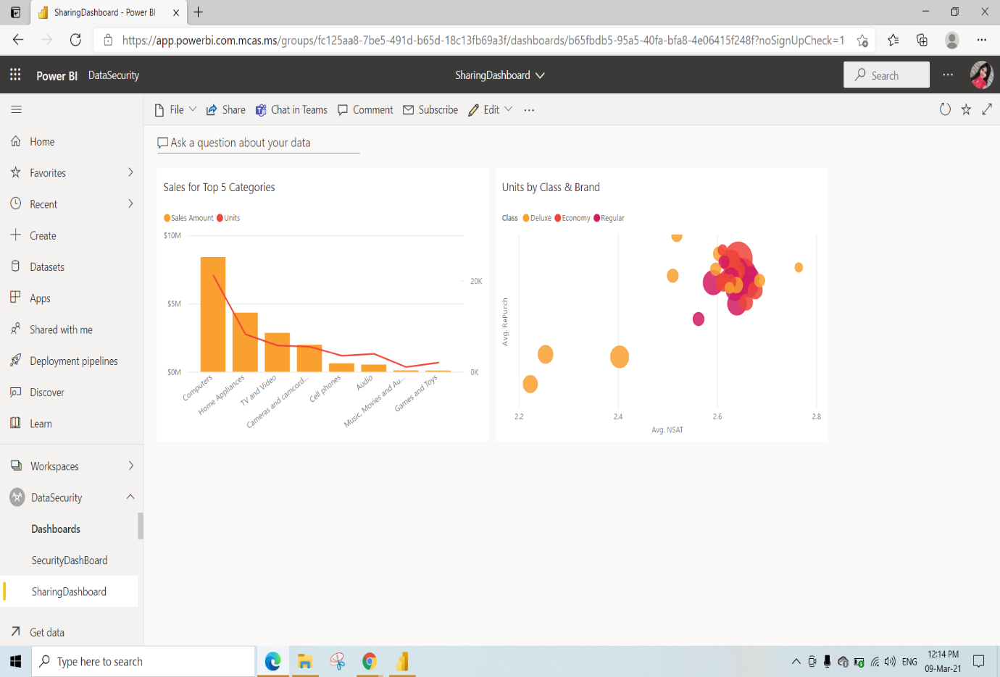 SharingDashboard - Power BI
https://app.powerbi.com.mcas.ms/groups/fc125aa8-7be5-491d-b65d-18c13fb69a3f/dashboards/b65fbdb5-95a5-40fa-bfa8-4e06415f248f?noSignUpCheck=1
Power BI DataSecurity SharingDashboard Search
File Share Chat in Teams Comment Subscribe Edit
Ask a question about your data
Home
Favorites
Recent
Create
Datasets
Apps
Shared with me
Deployment pipelines
Discover
Learn
Workspaces
DataSecurity
Dashboards
SecurityDashBoard
SharingDashboard
Get data
Sales for Top 5 Categories
Sales Amount Units
$10M
$5M
$0M
20K
0K
Computers
Home Appliances
TV and Video
Cameras and camcord...
Cell phones
Audio
Music, Movies and Au...
Games and Toys
Units by Class & Brand
Class Deluxe Economy Regular
Avg. RePurch
2.2 2.4 2.6 2.8
Avg. NSAT
Type here to search
ENG
12:14 PM
09-Mar-21